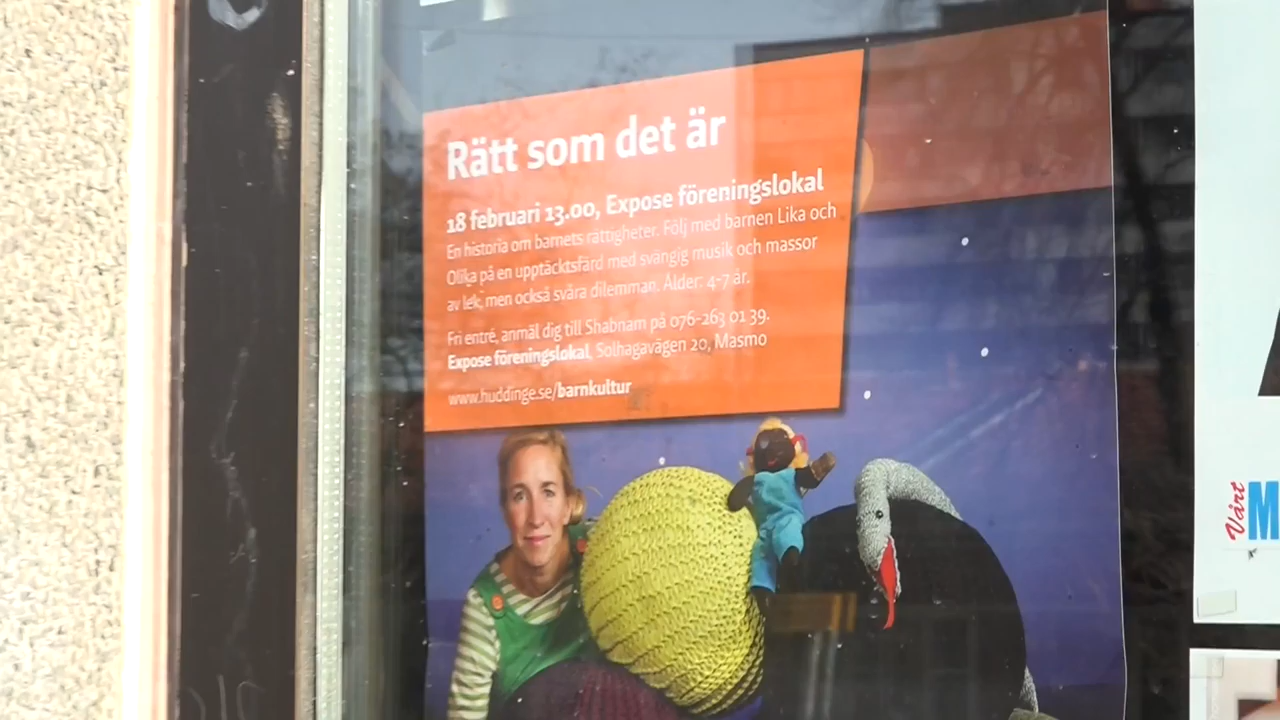 Rätt som det är
18 februari 13.00, Expose föreningslokal
En historia om barnets rättigheter. Följ med barnen Lika och
Olika på en upptäcktsfärd med svängig musik och massor
av lek, men också svåra dilemman. Ålder: 4-7 år.
Fri entré, anmäl dig till Shabnam på 076-263 01 39.
Expose föreningslokal, Solhagavägen 20, Masmo
www.huddinge.se/barnkultur
Vårt